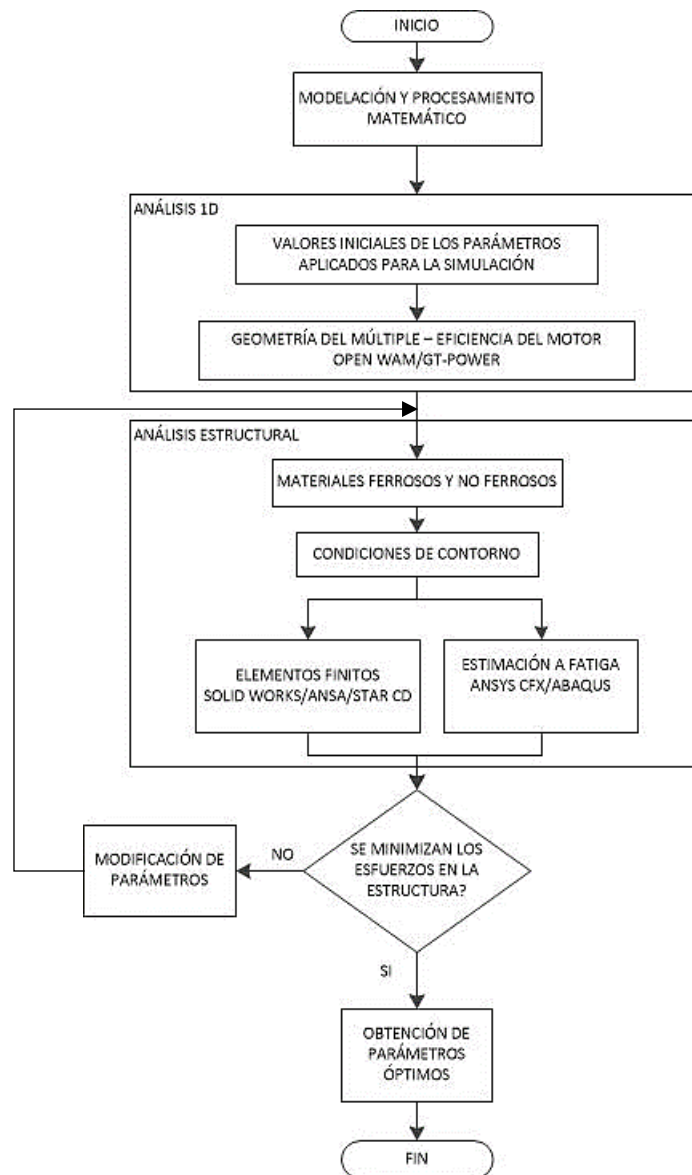 INICIO
MODELACIÓN Y PROCESAMIENTO
MATEMÁTICO
ANÁLISIS 1D
VALORES INICIALES DE LOS PARÁMETROS
APLICADOS PARA LA SIMULACIÓN
GEOMETRÍA DEL MÚLTIPLE – EFICIENCIA DEL MOTOR
OPEN WAM/GT-POWER
ANÁLISIS ESTRUCTURAL
MATERIALES FERROSOS Y NO FERROSOS
CONDICIONES DE CONTORNO
ELEMENTOS FINITOS
SOLID WORKS/ANSA/STAR CD
ESTIMACIÓN A FATIGA
ANSYS CFX/ABAQUS
SE MINIMIZAN LOS
ESFUERZOS EN LA
ESTRUCTURA?
NO
MODIFICACIÓN DE
PARÁMETROS
SI
OBTENCIÓN DE
PARÁMETROS
ÓPTIMOS
FIN